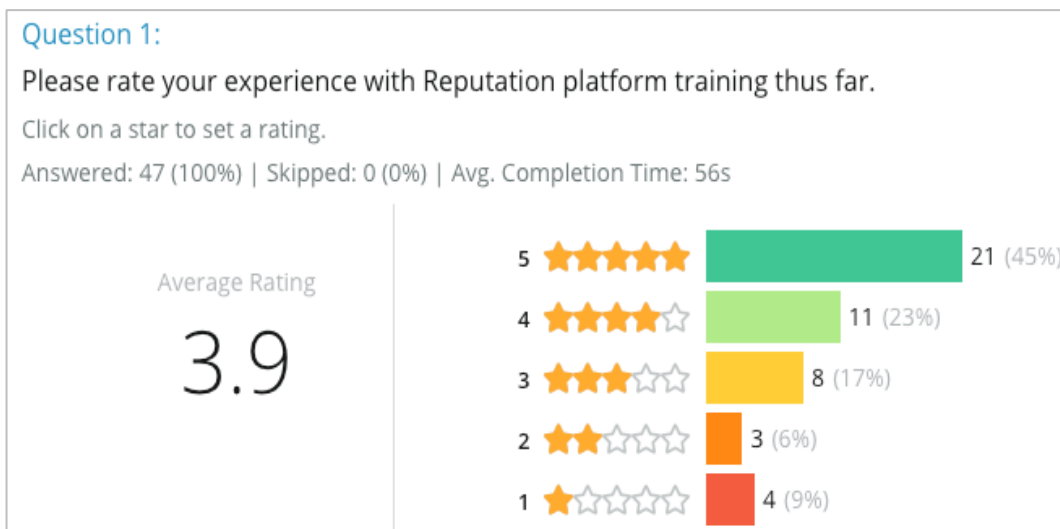 Question 1:
Please rate your experience with Reputation platform training thus far.
Click on a star to set a rating.
Answered: 47 (100%) | Skipped: 0 (0%) | Avg. Completion Time: 56s
Average Rating
3.9
5 21 (45%)
4 11 (23%)
3 8 (17%)
2 3 (6%)
1 4 (9%)